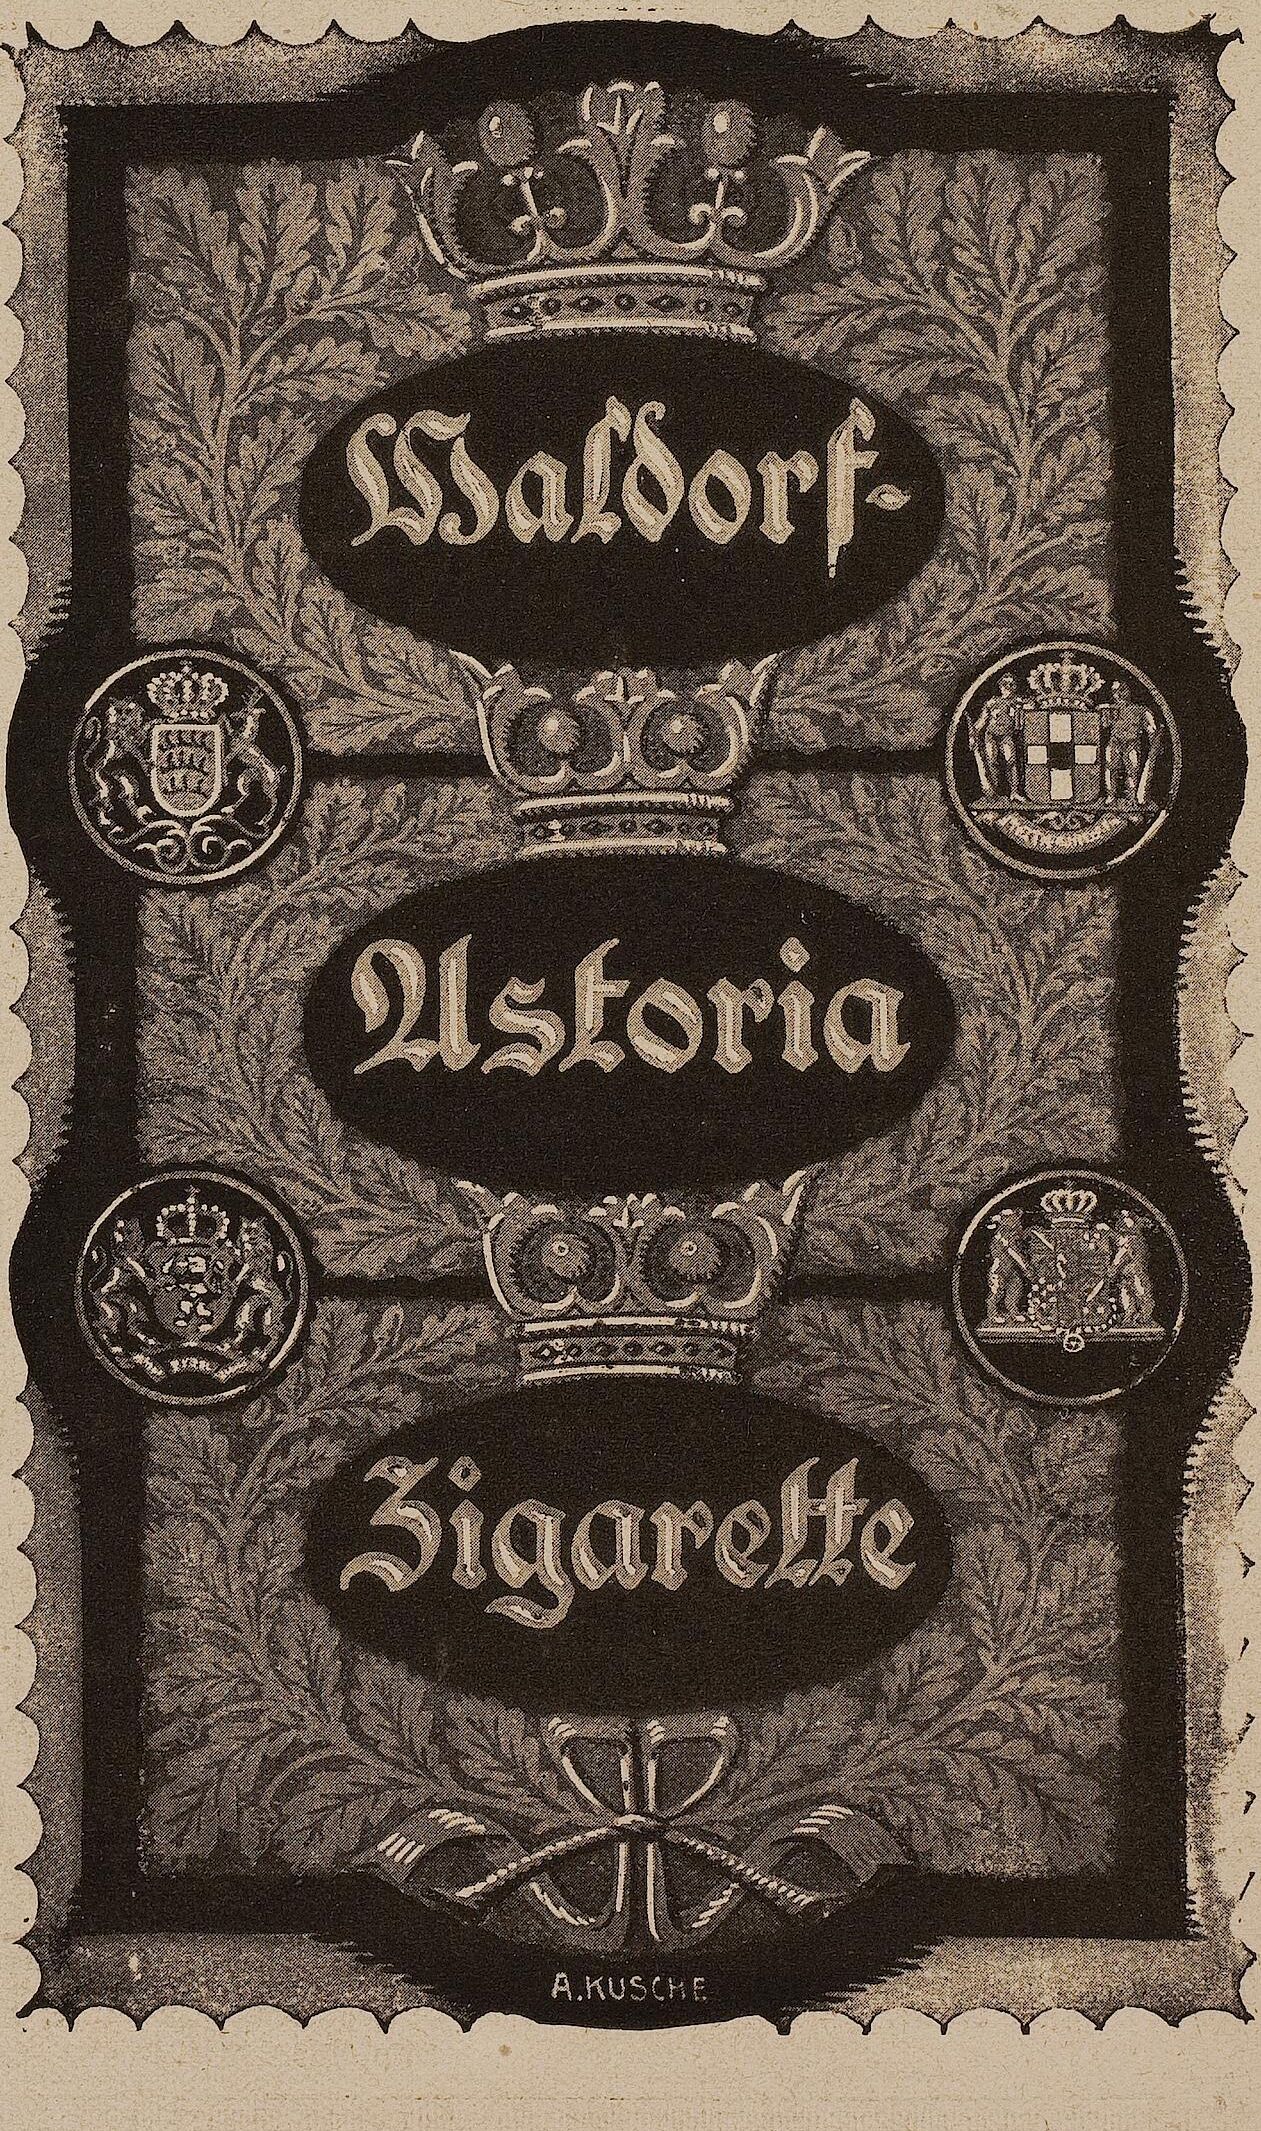 Waldorf-
Astoria
Zigarette
A. KUSCHE